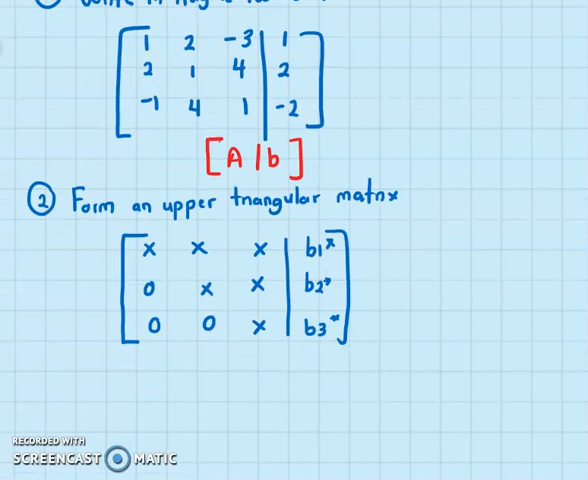 1 2 -3 | 1
2 1 4 | 2
-1 4 1 | -2
[A | b]
② Form an upper triangular matrix
x x x | b1*
0 x x | b2*
0 0 x | b3*
RECORDED WITH
SCREENCAST MATIC